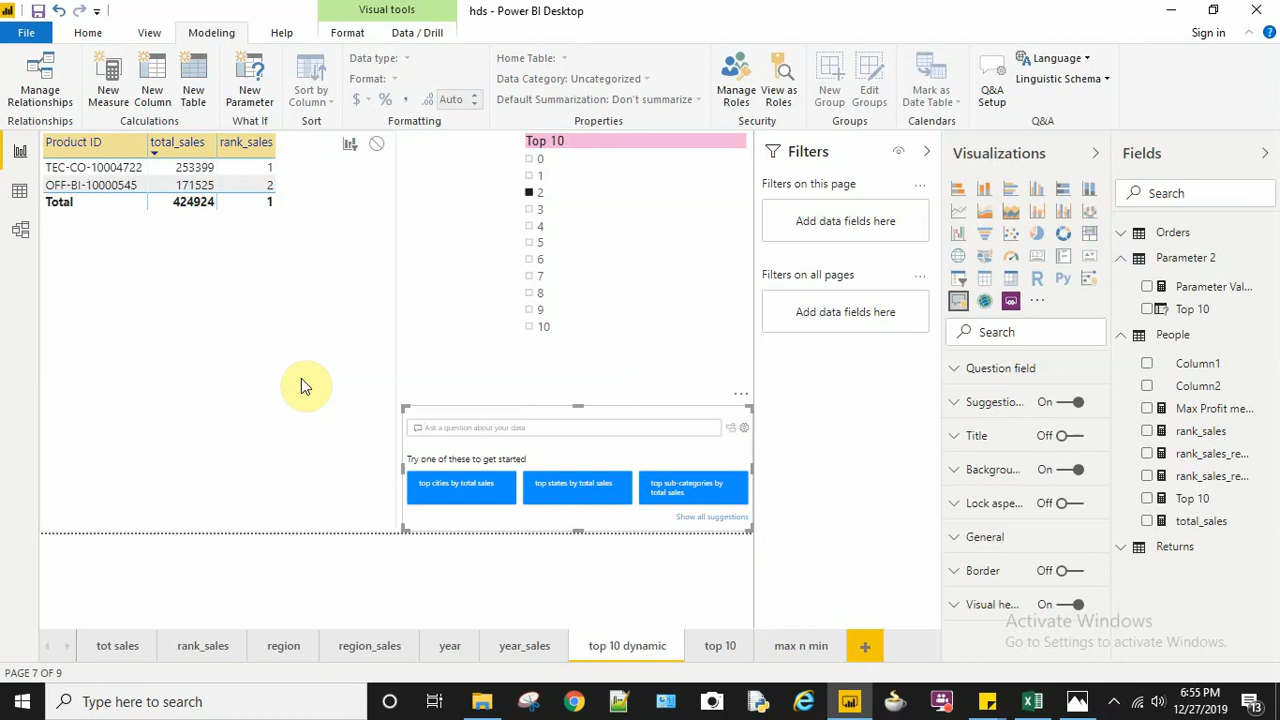 Visual tools
hds - Power BI Desktop
File
Home
View
Modeling
Help
Format
Data / Drill
Sign in
Manage
Relationships
New
Measure
New
Column
New
Table
New
Parameter
Sort by
Column
Data type:
Format:
$ % , Auto
Home Table:
Data Category: Uncategorized
Default Summarization: Don't summarize
Manage
Roles
View as
Roles
New
Group
Edit
Groups
Mark as
Date Table
Q&A
Setup
Language
Linguistic Schema
Relationships
Calculations
What If
Sort
Formatting
Properties
Security
Groups
Calendars
Q&A
Product ID total_sales rank_sales
TEC-CO-10004722 253399 1
OFF-BI-10000545 171525 2
Total 424924 1
Top 10
0
1
2
3
4
5
6
7
8
9
10
Ask a question about your data
Try one of these to get started
top cities by total sales
top states by total sales
top sub-categories by
total sales
Show all suggestions
Filters
Filters on this page
Add data fields here
Filters on all pages
Add data fields here
Visualizations
R
Py
Search
Question field
Suggestio... On
Title Off
Backgrou... On
Lock aspe... Off
General
Border Off
Visual he... On
Fields
Search
Orders
Parameter 2
Parameter Val...
Top 10
People
Column1
Column2
Max Profit me...
rank_sales
rank_sales_re...
rank_sales_re...
Top 10
total_sales
Returns
Activate Windows
Go to Settings to activate Windows.
tot sales
rank_sales
region
region_sales
year
year_sales
top 10 dynamic
top 10
max n min
PAGE 7 OF 9
Type here to search
6:55 PM
12/27/2019
13